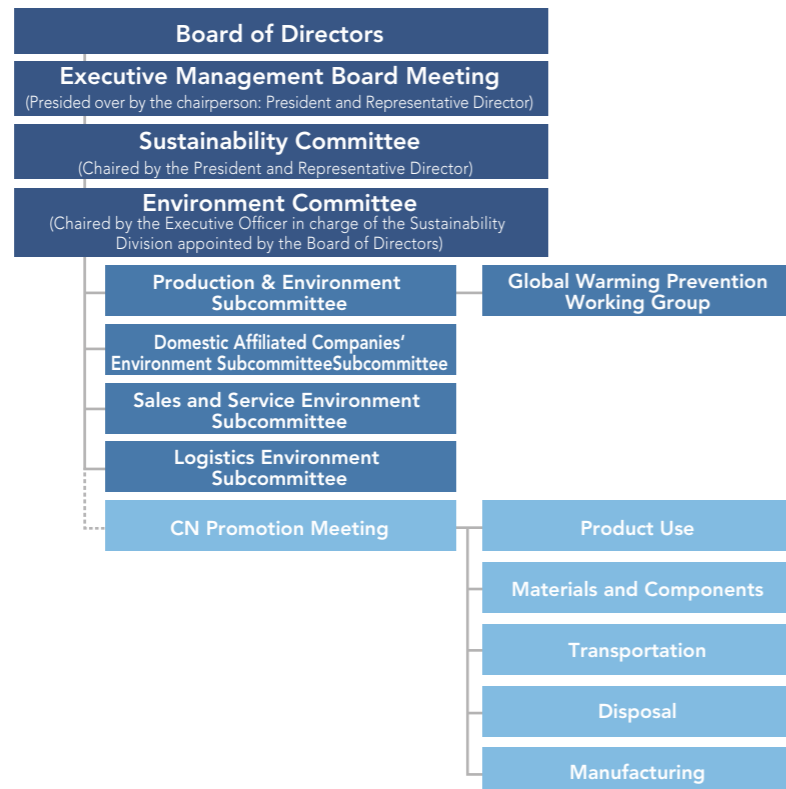 Board of Directors
Executive Management Board Meeting
(Presided over by the chairperson: President and Representative Director)
Sustainability Committee
(Chaired by the President and Representative Director)
Environment Committee
(Chaired by the Executive Officer in charge of the Sustainability
Division appointed by the Board of Directors)
Production & Environment
Subcommittee
Global Warming Prevention
Working Group
Domestic Affiliated Companies’
Environment SubcommitteeSubcommittee
Sales and Service Environment
Subcommittee
Logistics Environment
Subcommittee
CN Promotion Meeting
Product Use
Materials and Components
Transportation
Disposal
Manufacturing